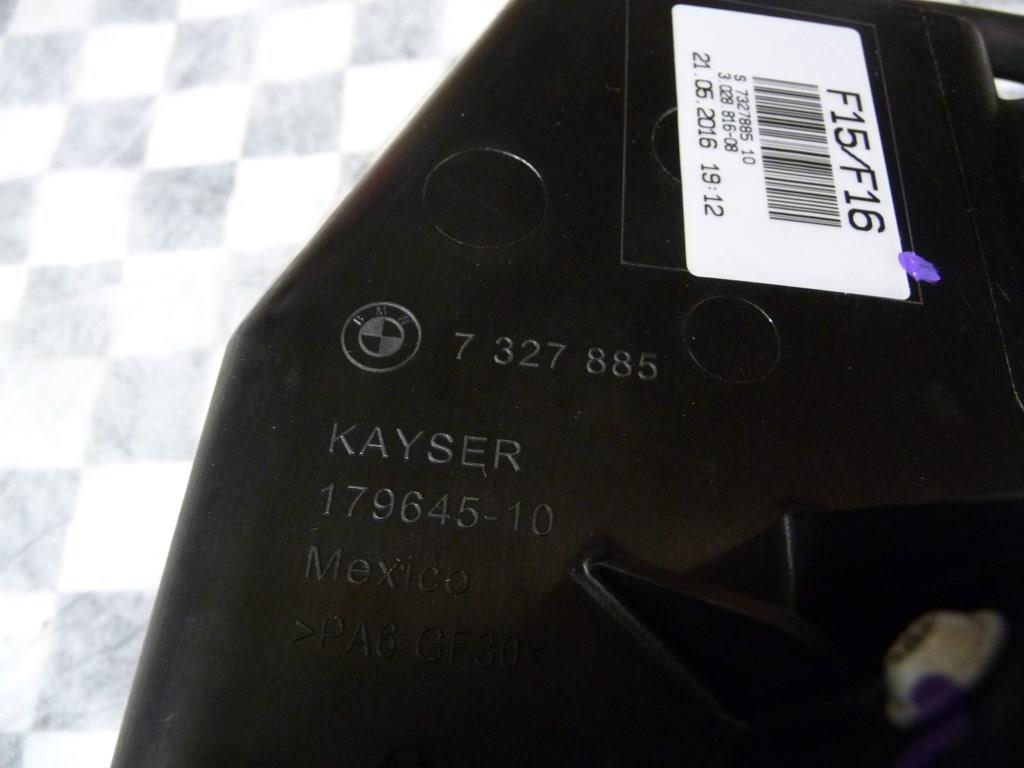 F15/F16
S 7327885 10
3.028.816-08
21.05.2016 19:12
BMW
7 327 885
KAYSER
179645-10
Mexico
>PA6 GF30<